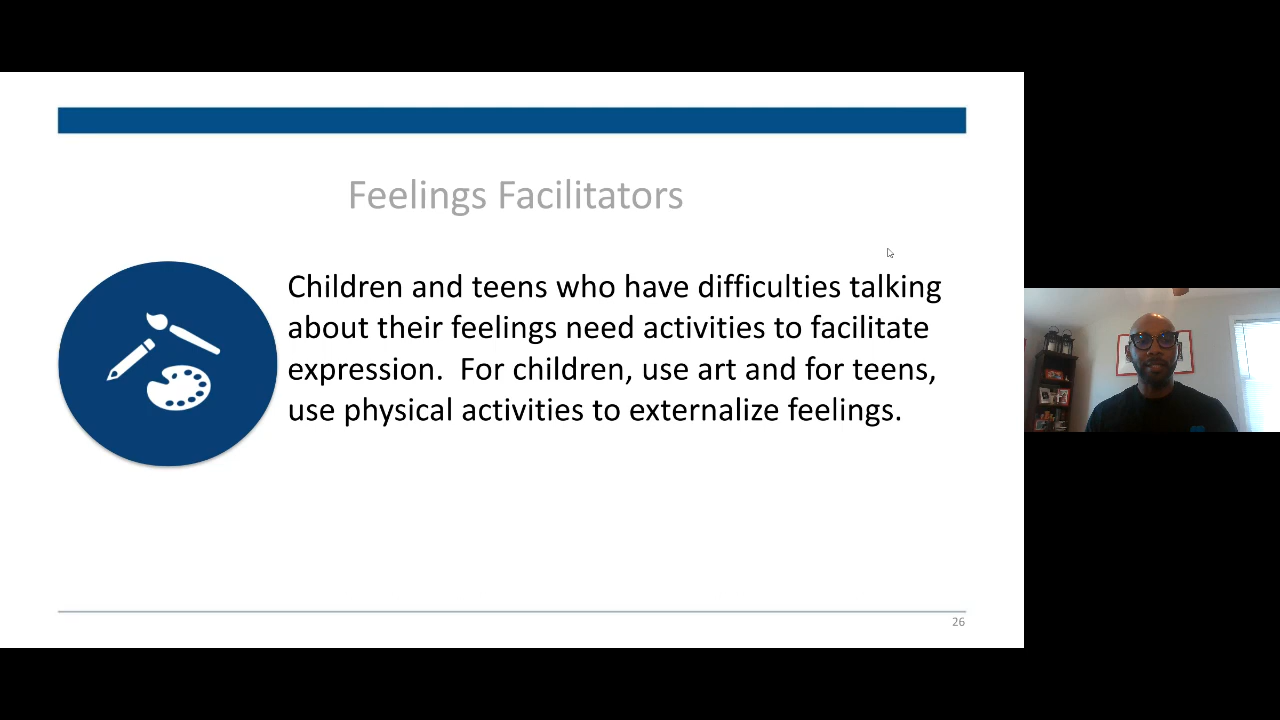 Feelings Facilitators
Children and teens who have difficulties talking
about their feelings need activities to facilitate
expression.  For children, use art and for teens,
use physical activities to externalize feelings.
26